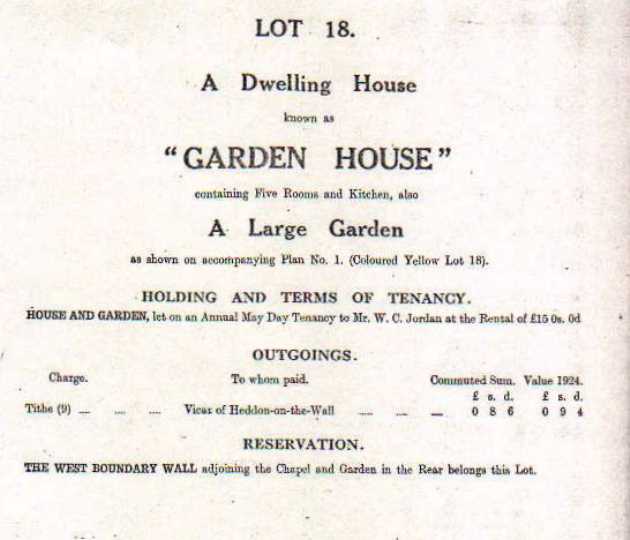 LOT 18.
A Dwelling House
known as
"GARDEN HOUSE"
containing Five Rooms and Kitchen, also
A Large Garden
as shown on accompanying Plan No. 1. (Coloured Yellow Lot 18).
HOLDING AND TERMS OF TENANCY.
HOUSE AND GARDEN, let on an Annual May Day Tenancy to Mr. W. C. Jordan at the Rental of £15 0s. 0d
OUTGOINGS.
Charge. To whom paid. Commuted Sum. Value 1924.
£ s. d. £ s. d.
Tithe (9) .... .... .... Vicar of Heddon-on-the-Wall .... .... .... 0 8 6 0 9 4
RESERVATION.
THE WEST BOUNDARY WALL adjoining the Chapel and Garden in the Rear belongs this Lot.